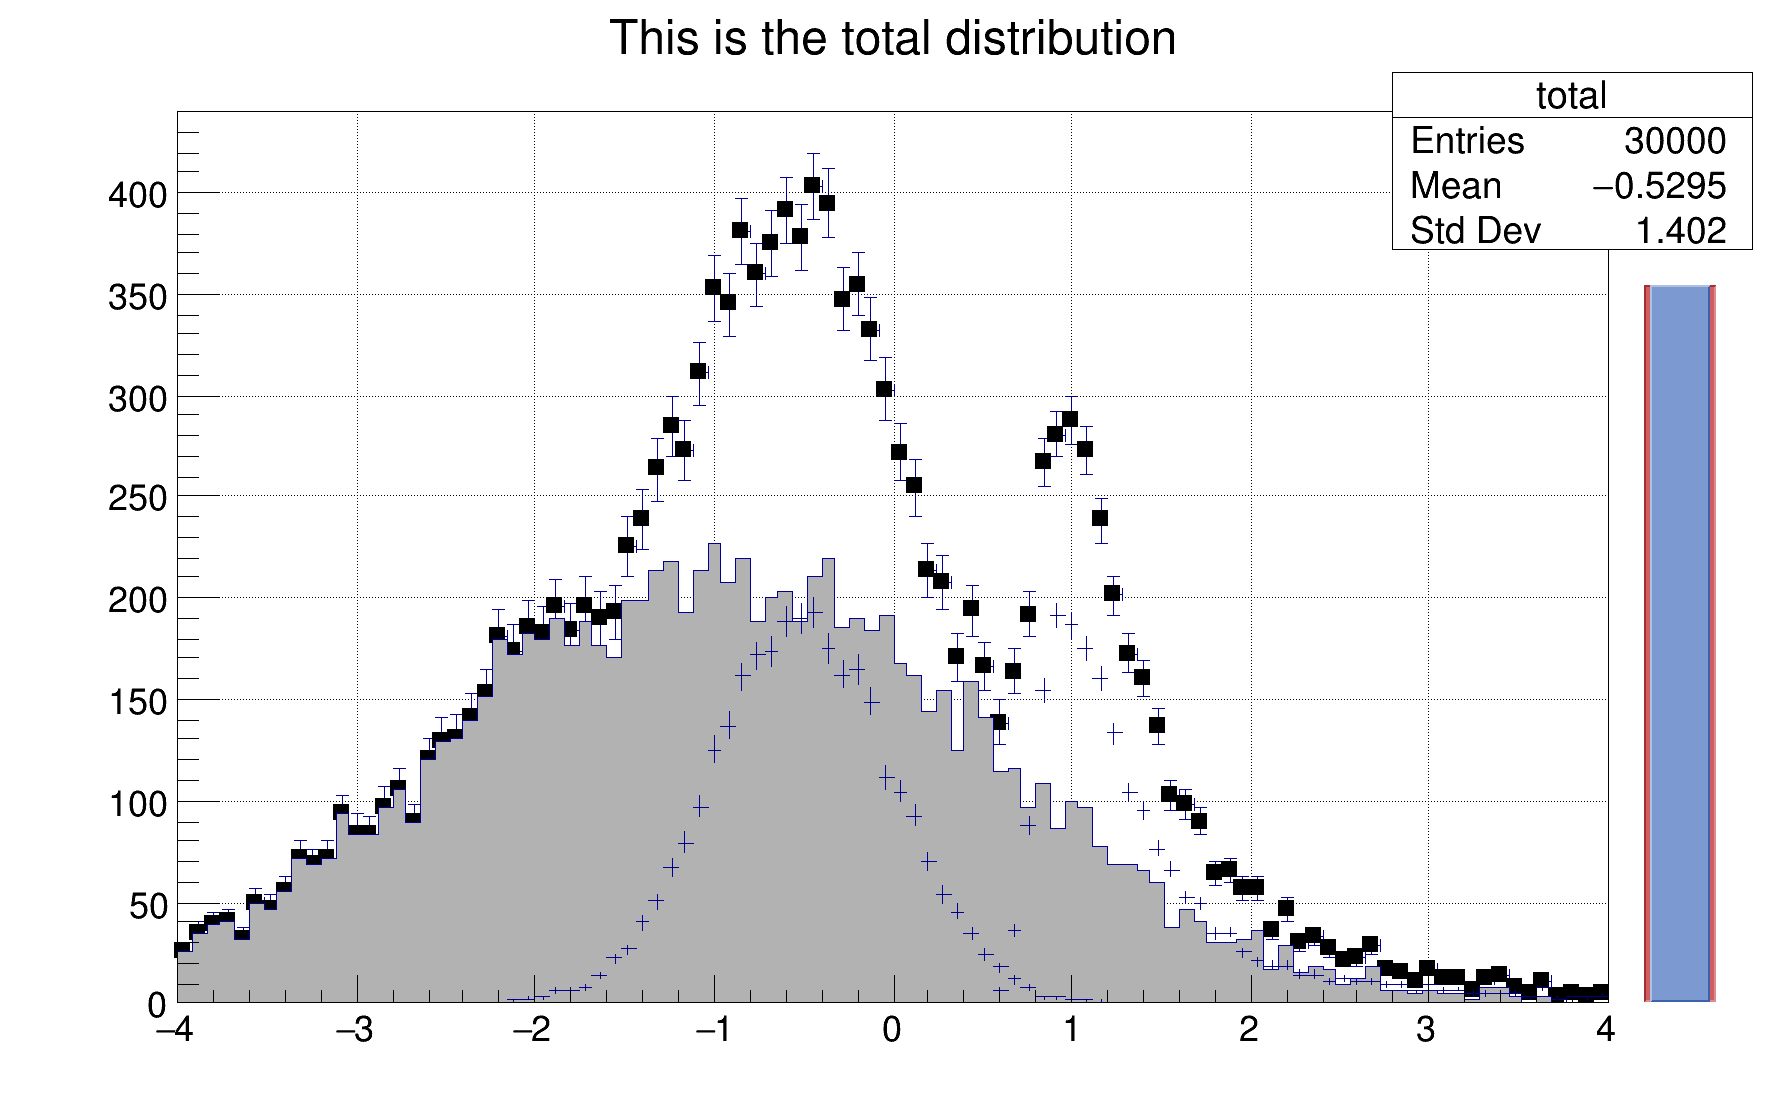 This is the total distribution
total
Entries 30000
Mean −0.5295
Std Dev 1.402
400
350
300
250
200
150
100
50
0
−4 −3 −2 −1 0 1 2 3 4